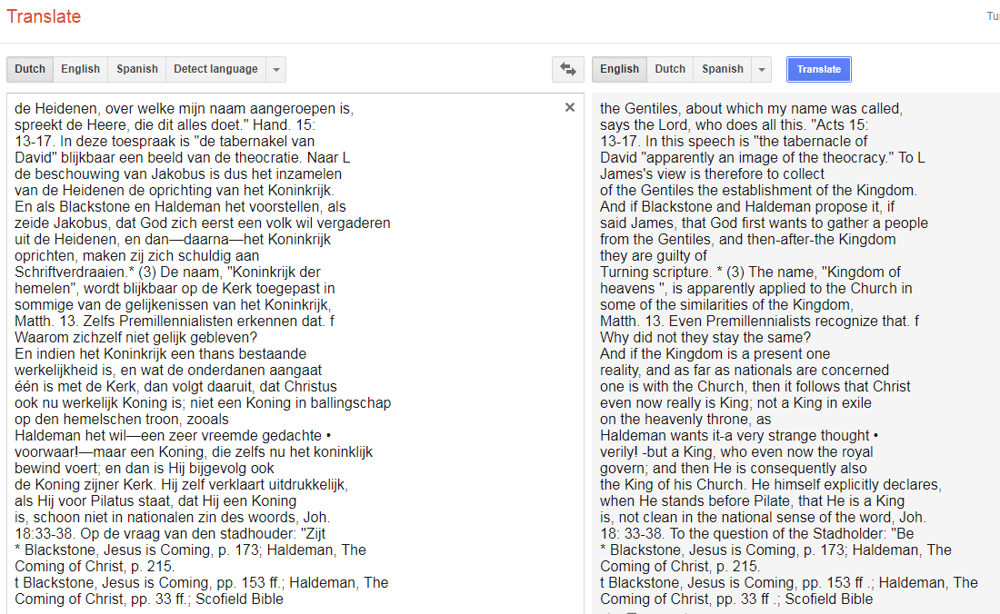 Translate
Tu
Dutch English Spanish Detect language
English Dutch Spanish Translate
de Heidenen, over welke mijn naam aangeroepen is,
spreekt de Heere, die dit alles doet." Hand. 15:
13-17. In deze toespraak is "de tabernakel van
David" blijkbaar een beeld van de theocratie. Naar L
de beschouwing van Jakobus is dus het inzamelen
van de Heidenen de oprichting van het Koninkrijk.
En als Blackstone en Haldeman het voorstellen, als
zeide Jakobus, dat God zich eerst een volk wil vergaderen
uit de Heidenen, en dan—daarna—het Koninkrijk
oprichten, maken zij zich schuldig aan
Schriftverdraaien.* (3) De naam, "Koninkrijk der
hemelen", wordt blijkbaar op de Kerk toegepast in
sommige van de gelijkenissen van het Koninkrijk,
Matth. 13. Zelfs Premillennialisten erkennen dat. f
Waarom zichzelf niet gelijk gebleven?
En indien het Koninkrijk een thans bestaande
werkelijkheid is, en wat de onderdanen aangaat
één is met de Kerk, dan volgt daaruit, dat Christus
ook nu werkelijk Koning is; niet een Koning in ballingschap
op den hemelschen troon, zooals
Haldeman het wil—een zeer vreemde gedachte •
voorwaar!—maar een Koning, die zelfs nu het koninklijk
bewind voert; en dan is Hij bijgevolg ook
de Koning zijner Kerk. Hij zelf verklaart uitdrukkelijk,
als Hij voor Pilatus staat, dat Hij een Koning
is, schoon niet in nationalen zin des woords, Joh.
18:33-38. Op de vraag van den stadhouder: "Zijt
* Blackstone, Jesus is Coming, p. 173; Haldeman, The
Coming of Christ, p. 215.
t Blackstone, Jesus is Coming, pp. 153 ff.; Haldeman, The
Coming of Christ, pp. 33 ff.; Scofield Bible
the Gentiles, about which my name was called,
says the Lord, who does all this. "Acts 15:
13-17. In this speech is "the tabernacle of
David "apparently an image of the theocracy." To L
James's view is therefore to collect
of the Gentiles the establishment of the Kingdom.
And if Blackstone and Haldeman propose it, if
said James, that God first wants to gather a people
from the Gentiles, and then-after-the Kingdom
they are guilty of
Turning scripture. * (3) The name, "Kingdom of
heavens ", is apparently applied to the Church in
some of the similarities of the Kingdom,
Matth. 13. Even Premillennialists recognize that. f
Why did not they stay the same?
And if the Kingdom is a present one
reality, and as far as nationals are concerned
one is with the Church, then it follows that Christ
even now really is King; not a King in exile
on the heavenly throne, as
Haldeman wants it-a very strange thought •
verily! -but a King, who even now the royal
govern; and then He is consequently also
the King of his Church. He himself explicitly declares,
when He stands before Pilate, that He is a King
is, not clean in the national sense of the word, Joh.
18: 33-38. To the question of the Stadholder: "Be
* Blackstone, Jesus is Coming, p. 173; Haldeman, The
Coming of Christ, p. 215.
t Blackstone, Jesus is Coming, pp. 153 ff .; Haldeman, The
Coming of Christ, pp. 33 ff .; Scofield Bible